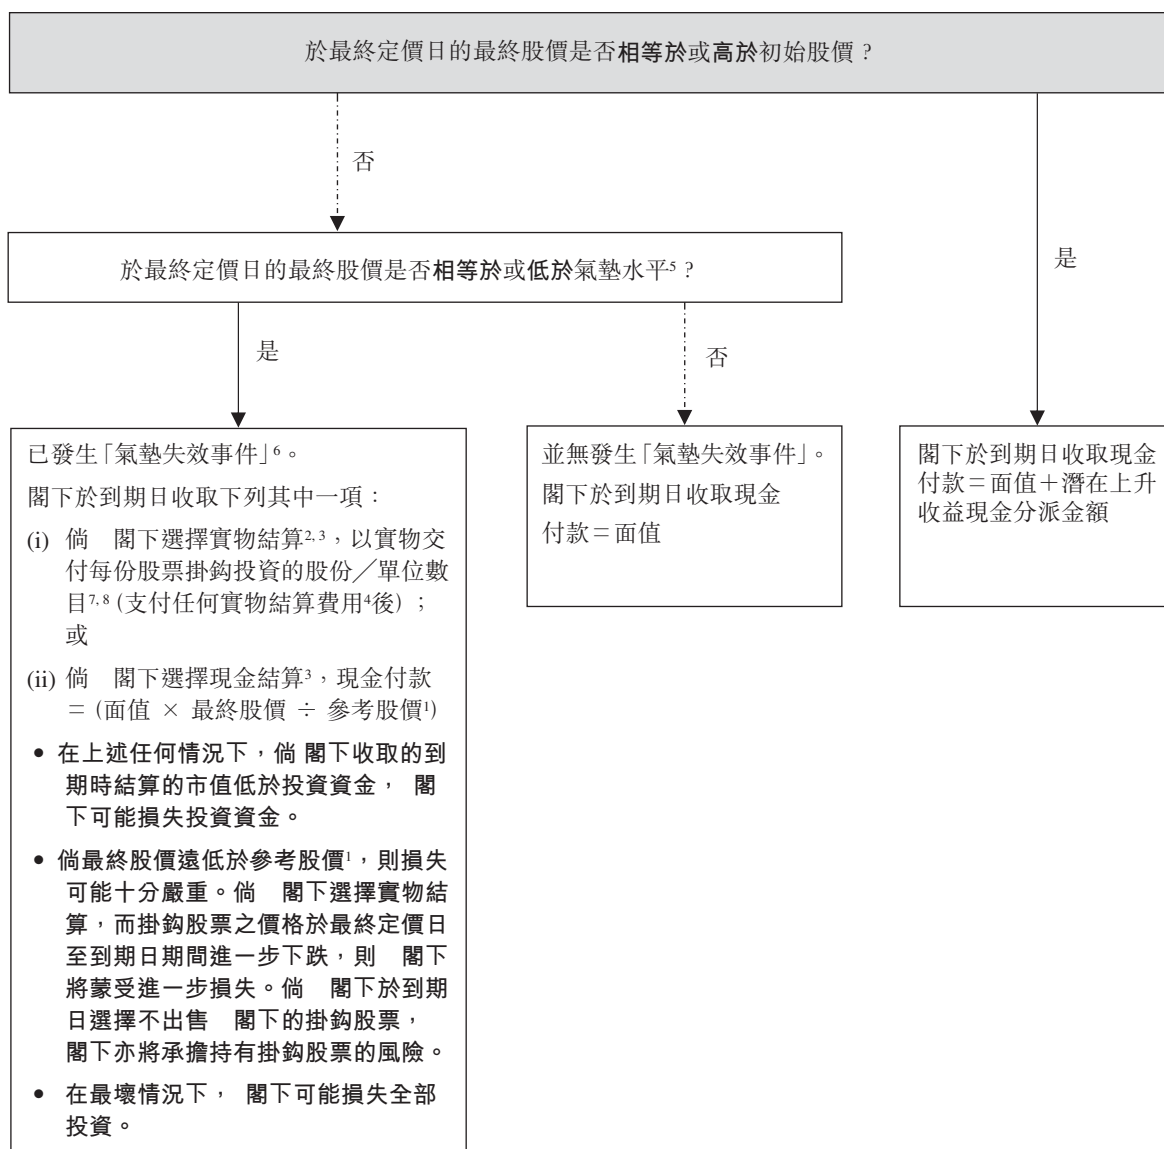 於最終定價日的最終股價是否相等於或高於初始股價？
否
是
於最終定價日的最終股價是否相等於或低於氣墊水平5？
是
否
已發生「氣墊失效事件」6。
閣下於到期日收取下列其中一項：
(i) 倘 閣下選擇實物結算2,3，以實物交
付每份股票掛鈎投資的股份／單位數
目7,8 (支付任何實物結算費用4後)；
或
(ii) 倘 閣下選擇現金結算3，現金付款
＝ (面值 × 最終股價 ÷ 參考股價1)
• 在上述任何情況下，倘 閣下收取的到
期時結算的市值低於投資資金， 閣
下可能損失投資資金。
• 倘最終股價遠低於參考股價1，則損失
可能十分嚴重。倘 閣下選擇實物結
算，而掛鈎股票之價格於最終定價日
至到期日期間進一步下跌，則 閣下
將蒙受進一步損失。倘 閣下於到期
日選擇不出售 閣下的掛鈎股票，
閣下亦將承擔持有掛鈎股票的風險。
• 在最壞情況下， 閣下可能損失全部
投資。
並無發生「氣墊失效事件」。
閣下於到期日收取現金
付款＝面值
閣下於到期日收取現金
付款＝面值＋潛在上升
收益現金分派金額